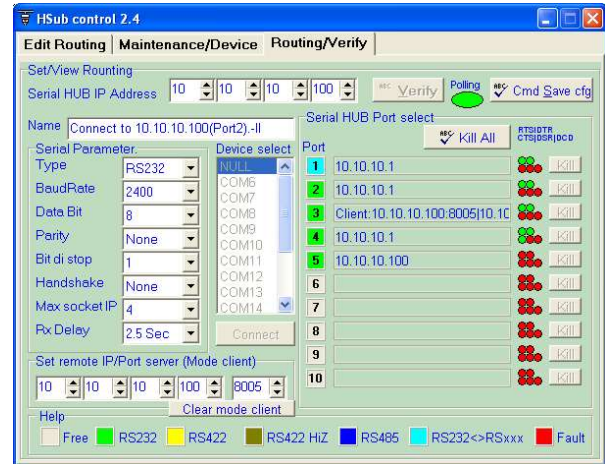 HSub control 2.4
Edit Routing Maintenance/Device Routing/Verify
Set/View Rounting
Serial HUB IP Address 10 10 10 100 Verify Polling Cmd Save cfg
Name Connect to 10.10.10.100(Port2).-II
Serial HUB Port select
Kill All
RTS|DTR
CTS|DSR|DCD
Serial Parameter.
Device select
Port
Type RS232
BaudRate 2400
Data Bit 8
Parity None
Bit di stop 1
Handshake None
Max socket IP 4
Rx Delay 2.5 Sec
NULL
COM6
COM7
COM8
COM9
COM10
COM11
COM12
COM13
COM14
Connect
1 10.10.10.1 Kill
2 10.10.10.1 Kill
3 Client:10.10.10.100:8005|10.1C Kill
4 10.10.10.1 Kill
5 10.10.10.100 Kill
6 Kill
7 Kill
8 Kill
9 Kill
10 Kill
Set remote IP/Port server (Mode client)
10 10 10 100 8005
Clear mode client
Help
Free RS232 RS422 RS422 HiZ RS485 RS232<>RSxxx Fault